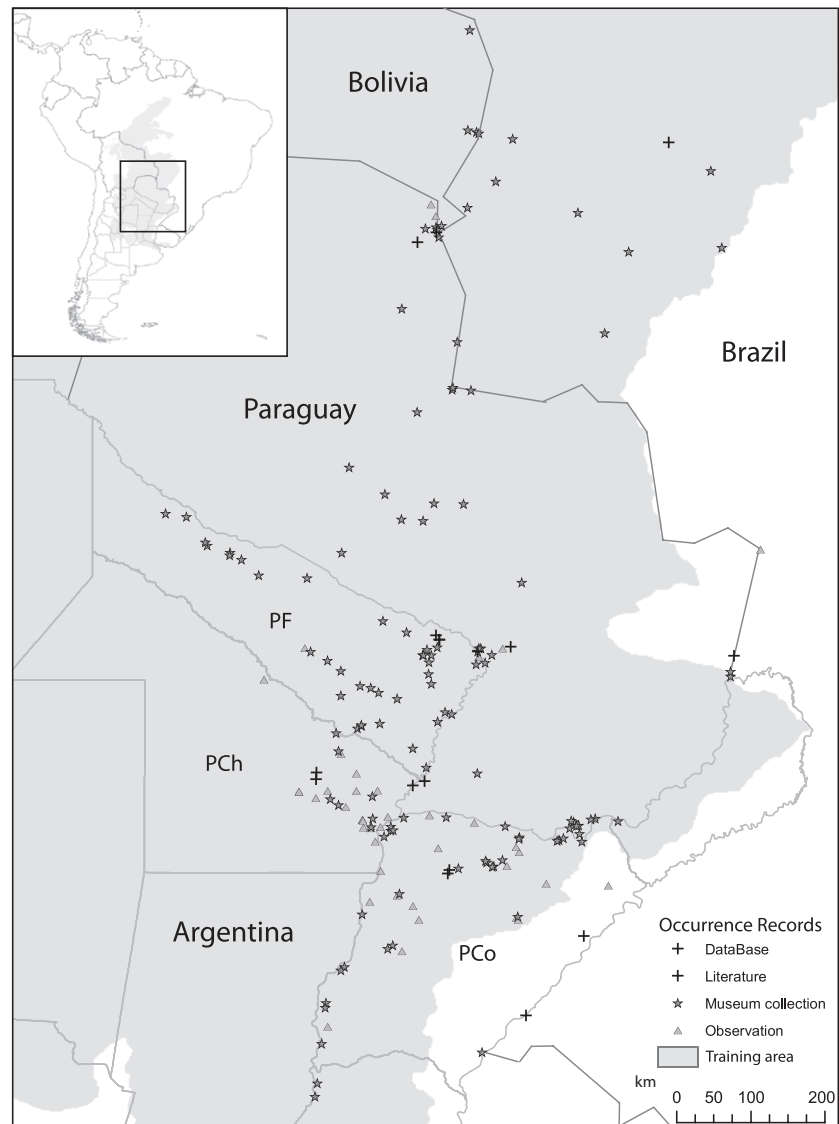 Bolivia
Brazil
Paraguay
PF
PCh
Argentina
PCo
Occurrence Records
DataBase
Literature
Museum collection
Observation
Training area
km
0 50 100 200